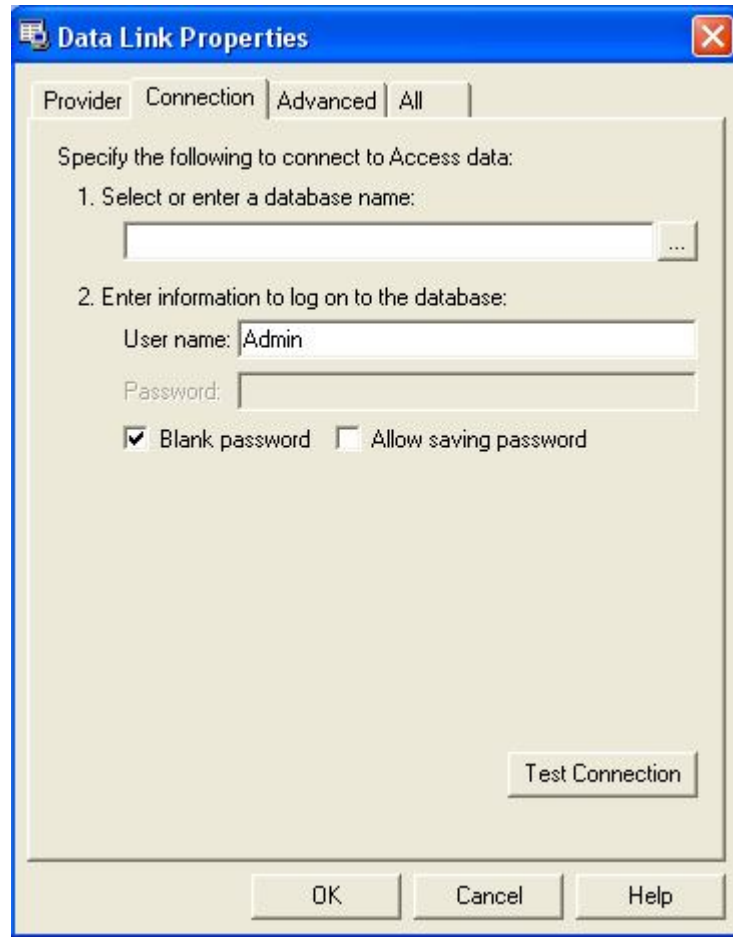 Data Link Properties
Provider Connection Advanced All
Specify the following to connect to Access data:
1. Select or enter a database name:
...
2. Enter information to log on to the database:
User name: Admin
Password:
Blank password Allow saving password
Test Connection
OK Cancel Help